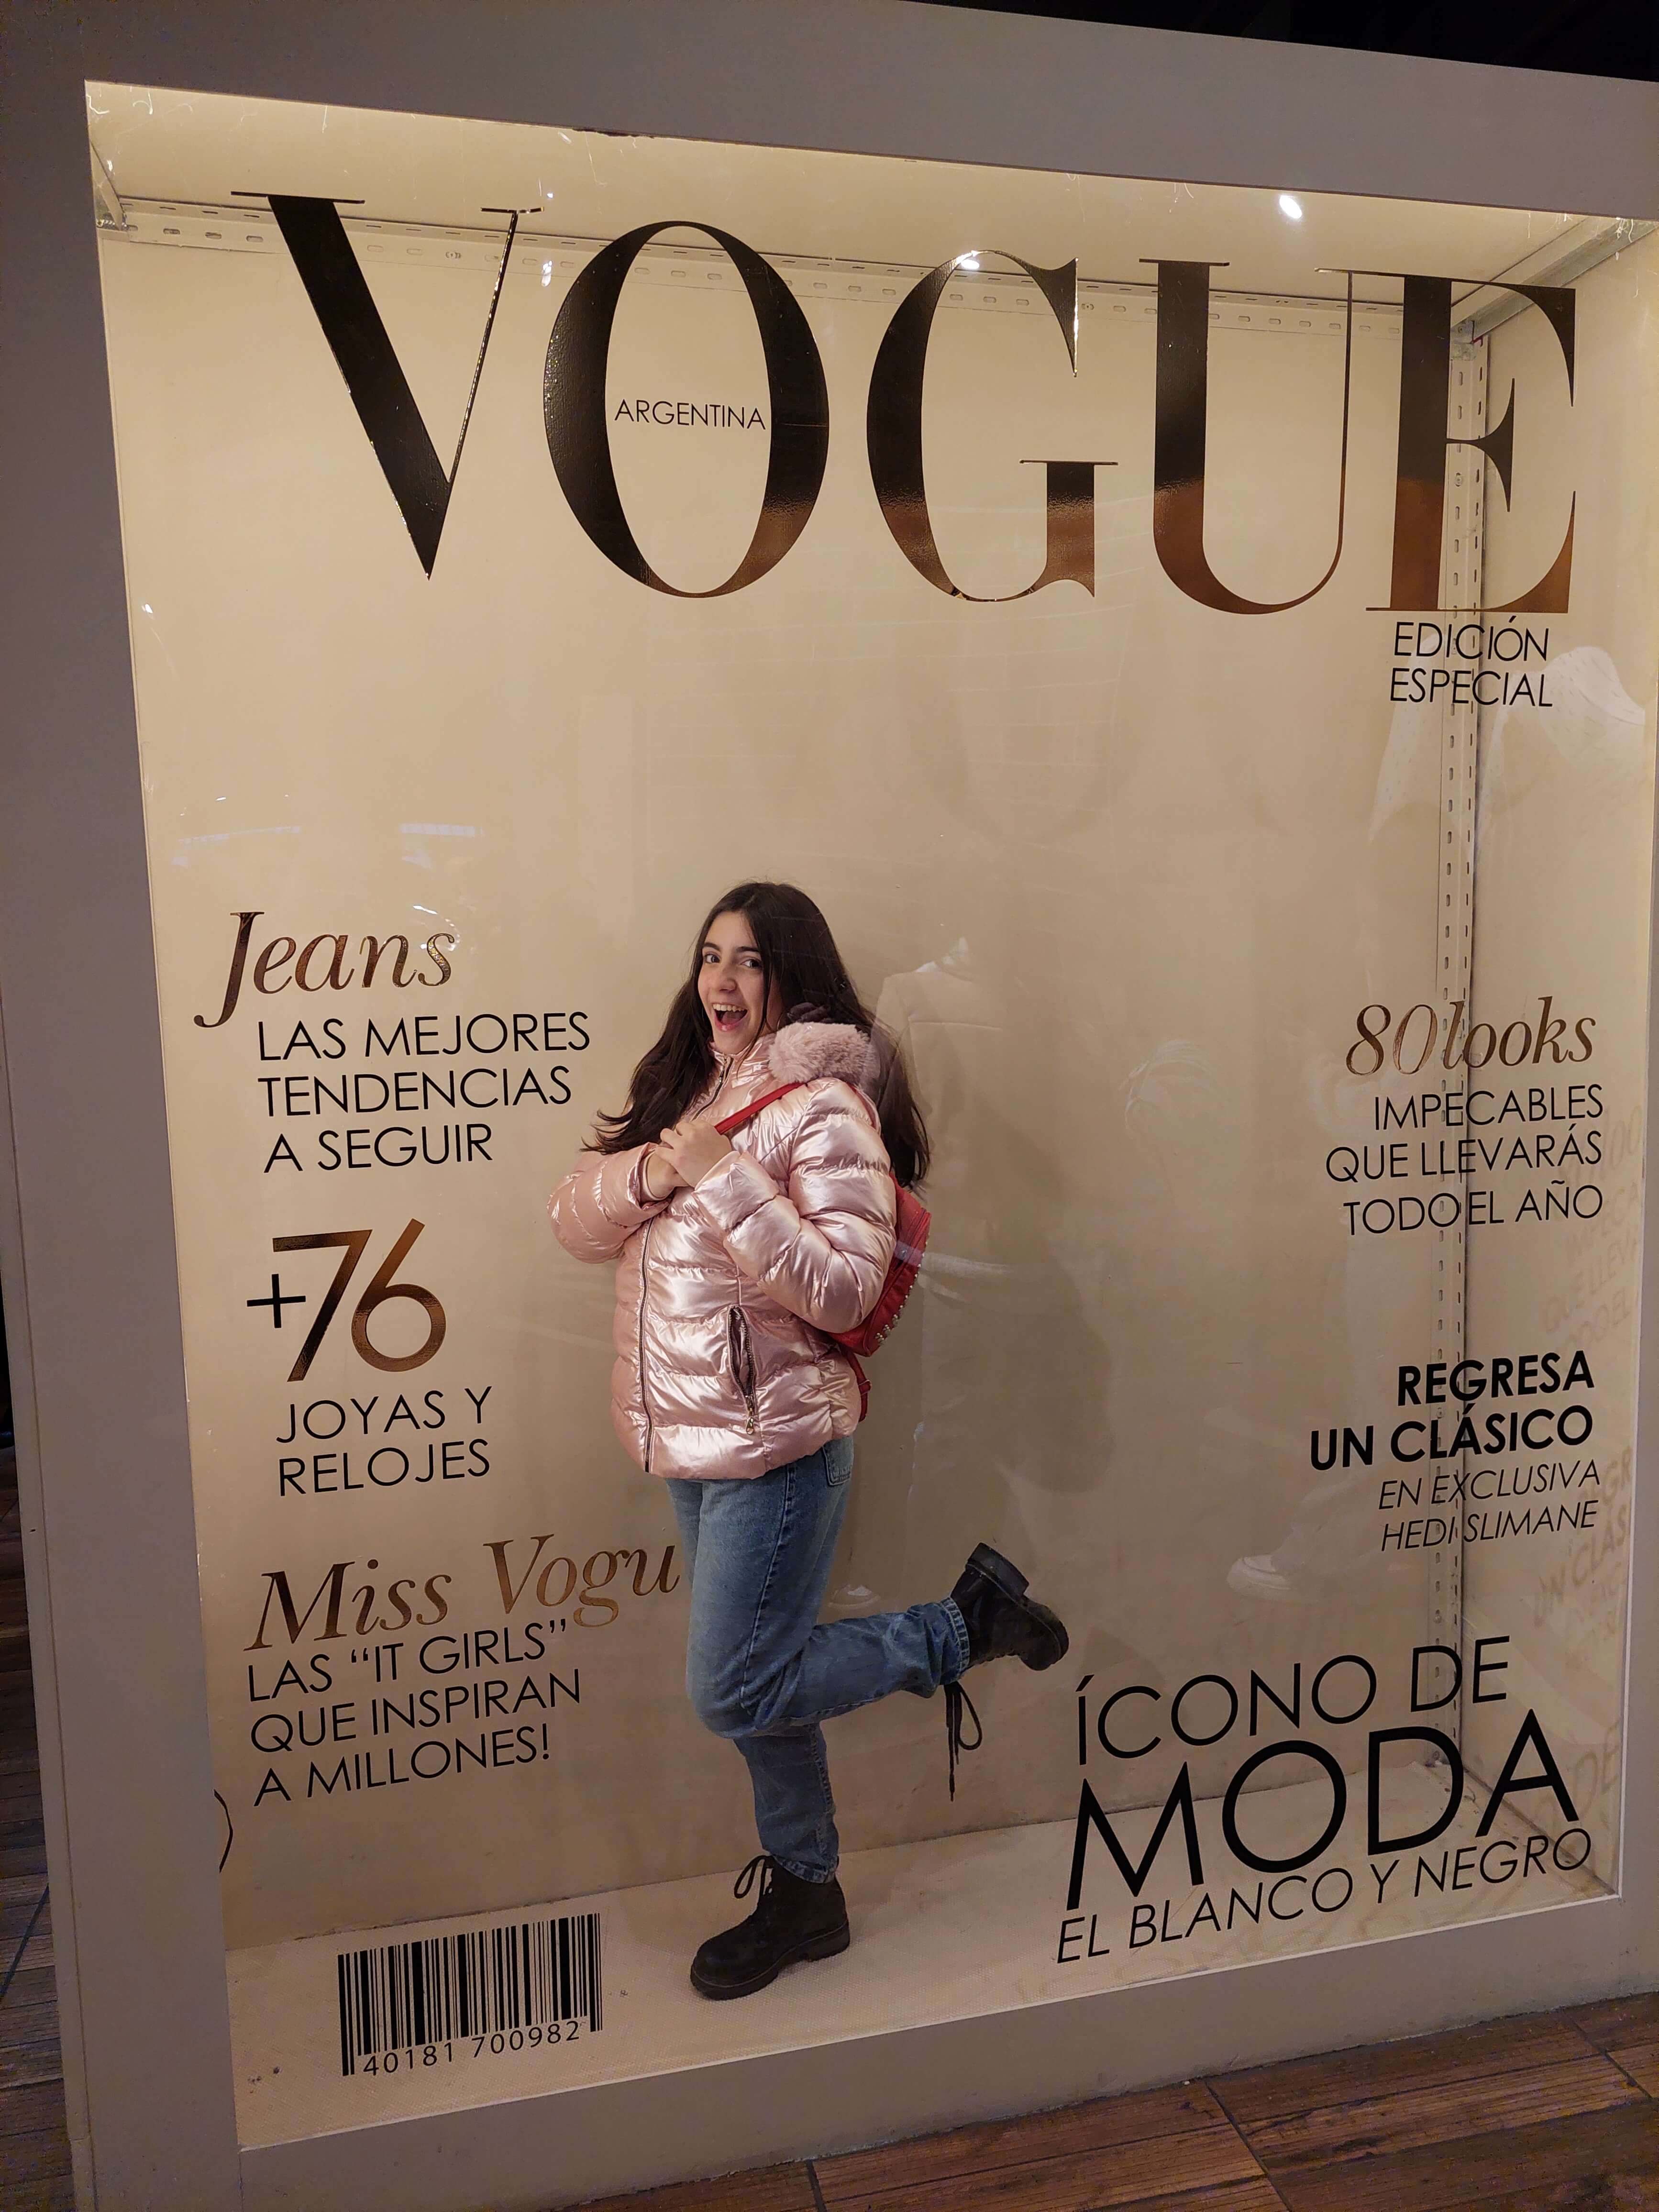 VOGUE
ARGENTINA
EDICIÓN
ESPECIAL
Jeans
LAS MEJORES
TENDENCIAS
A SEGUIR
+76
JOYAS Y
RELOJES
Miss Vogu
LAS “IT GIRLS”
QUE INSPIRAN
A MILLONES!
80 looks
IMPECABLES
QUE LLEVARÁS
TODO EL AÑO
REGRESA
UN CLÁSICO
EN EXCLUSIVA
HEDI SLIMANE
ÍCONO DE
MODA
EL BLANCO Y NEGRO
40181 700982